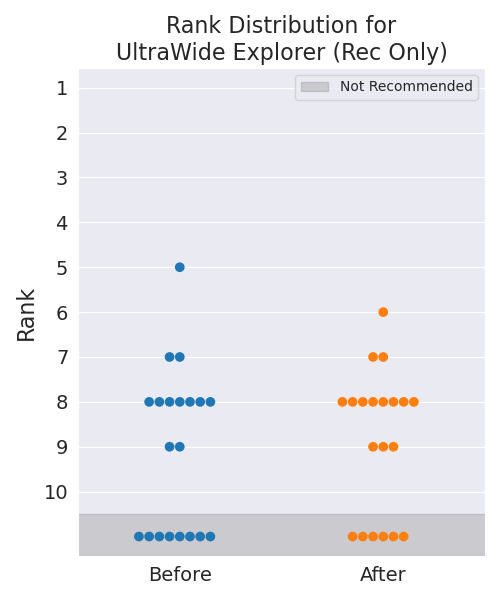 Rank Distribution for
UltraWide Explorer (Rec Only)
Not Recommended
Rank
1
2
3
4
5
6
7
8
9
10
Before After